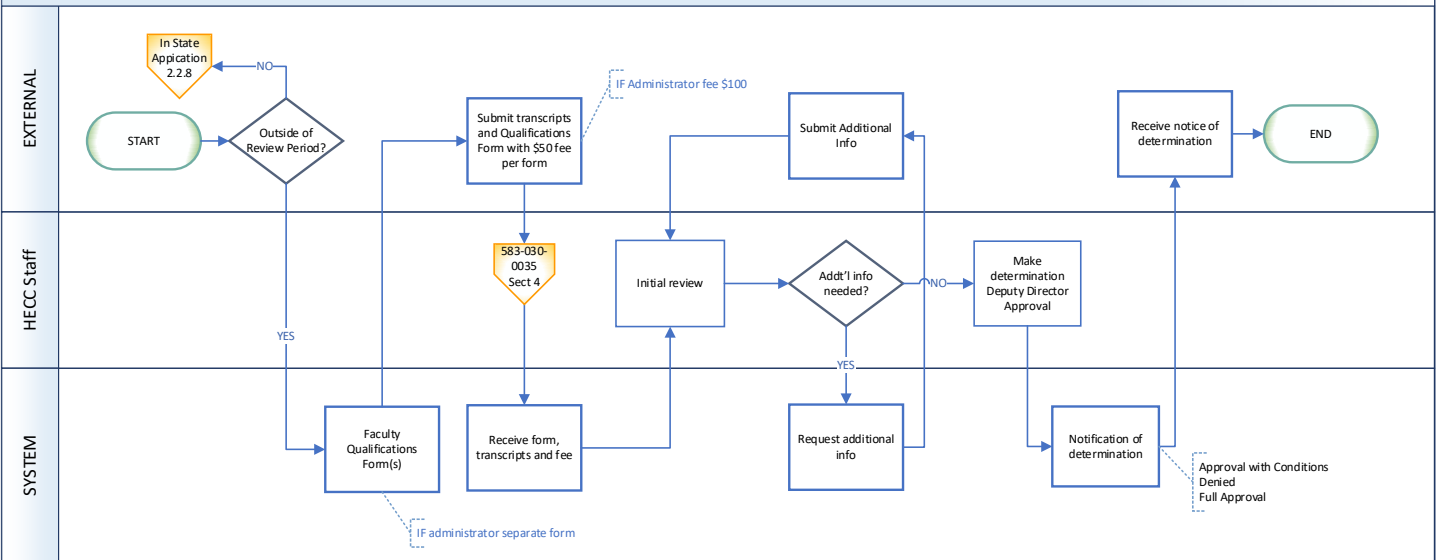 EXTERNAL
In State
Appication
2.2.8
NO
START
Outside of
Review Period?
Submit transcripts
and Qualifications
Form with $50 fee
per form
IF Administrator fee $100
Submit Additional
Info
Receive notice of
determination
END
HECC Staff
583-030-
0035
Sect 4
Initial review
Addt'l info
needed?
NO
Make
determination
Deputy Director
Approval
YES
YES
SYSTEM
Faculty
Qualifications
Form(s)
Receive form,
transcripts and fee
Request additional
info
Notification of
determination
Approval with Conditions
Denied
Full Approval
IF administrator separate form